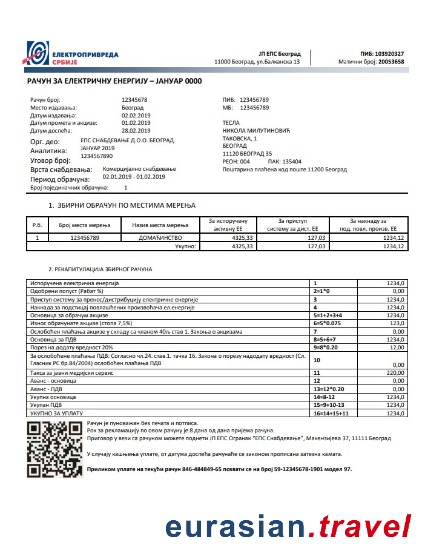 ЕЛЕКТРОПРИВРЕДА
СРБИЈЕ
ЈП ЕПС Београд
11000 Београд, ул.Балканска 13
ПИБ: 103920327
Матични број: 20053658
РАЧУН ЗА ЕЛЕКТРИЧНУ ЕНЕРГИЈУ – ЈАНУАР 0000
Рачун број: 12345678
Место издавања: Београд
Датум издавања: 02.02.2019
Датум промета и акцизе: 01.02.2019
Датум доспећа: 28.02.2019
Орг. део: ЕПС СНАБДЕВАЊЕ Д.О.О. БЕОГРАД
Аналитика: ЈАНУАР 2019
Уговор број: 1234567890
Врста снабдевања: Комерцијално снабдевање
Период обрачуна: 02.01.2019 - 01.02.2019
Број појединачних обрачуна: 1
ПИБ: 123456789
МБ: 123456789
ТЕСЛА
НИКОЛА МИЛУТИНОВИЋ
ТАКОВСКА, 1
БЕОГРАД
11120 БЕОГРАД 35
РЕОН: 004 ПАК: 135404
Поштарина плаћена код поште 11200 Београд
1. ЗБИРНИ ОБРАЧУН ПО МЕСТИМА МЕРЕЊА
Р.б. Број места мерења Назив места мерења За испоручену активну ЕЕ За приступ систему за дист. ЕЕ За накнаду за под. повл. произв. ЕЕ
1 123456789 ДОМАЋИНСТВО 4325,33 127,03 1234,12
Укупно: 4325,33 127,03 1234,12
2. РЕКАПИТУЛАЦИЈА ЗБИРНОГ РАЧУНА
Испоручена електрична енергија 1 1234,0
Одобрени попуст (Рабат %) 2=1*0 0,00
Приступ систему за пренос/дистрибуцију електричне енергије 3 1234,0
Накнада за подстицај повлашћених произвођача ел.енергије 4 1234,0
Основица за обрачун акцизе 5=1+2+3+4 1234,0
Износ обрачунате акцизе (стопа 7,5%) 6=5*0.075 123,0
Ослобођен плаћања акцизе у складу са чланом 40љ став 1. Закона о акцизама 7 0,00
Основица за ПДВ 8=5+6+7 1234,0
Порез на додату вредност 20% 9=8*0.20 12,00
За ослобођене плаћања ПДВ: Согласно чл.24. став.1. тачка 16. Закона о порезу на додату вредност (Сл. Гласник РС бр.84/2004) ослобођен плаћања ПДВ 10 0,00
Такса за јавни медијски сервис 11 220,00
Аванс - основица 12 0,00
Аванс - ПДВ 13=12*0.20 0,00
Укупна основица 14=8-12 1234,0
Укупан ПДВ 15=9+10-13 1234,0
УКУПНО ЗА УПЛАТУ 16=14+15+11 1234,0
Рачун је пуноважан без печата и потписа.
Рок за рекламацију по овом рачуну је 8 дана од дана пријема рачуна.
Приговор у вези са рачуном можете поднети ЈП ЕПС Огранак "ЕПС Снабдевање", Макензијева 37, 11111 Београд
У случају кашњења уплате, од датума доспећа рачунаће се законом прописана затезна камата.
Приликом уплате на текући рачун 846-484849-65 позвати се на број 59-12345678-1901 модел 97.
eurasian.travel